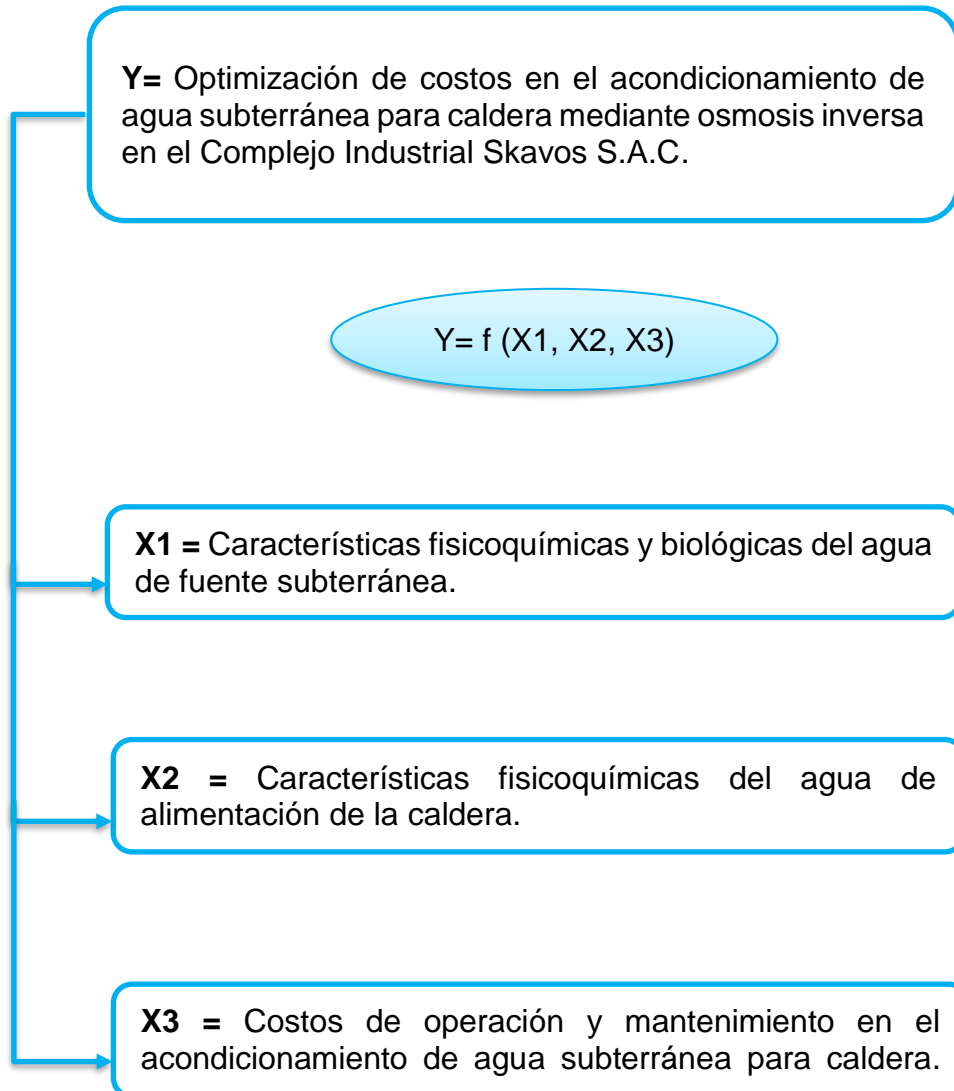 Y= Optimización de costos en el acondicionamiento de
agua subterránea para caldera mediante osmosis inversa
en el Complejo Industrial Skavos S.A.C.
Y= f (X1, X2, X3)
X1 = Características fisicoquímicas y biológicas del agua
de fuente subterránea.
X2 = Características fisicoquímicas del agua de
alimentación de la caldera.
X3 = Costos de operación y mantenimiento en el
acondicionamiento de agua subterránea para caldera.